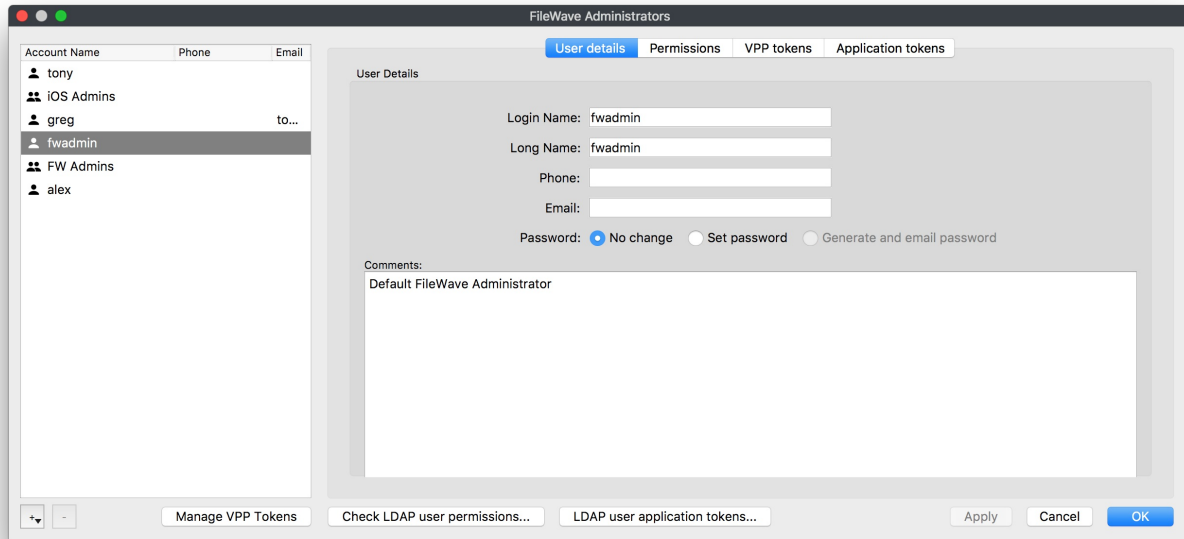 FileWave Administrators
Account Name Phone Email
tony
iOS Admins
greg to...
fwadmin
FW Admins
alex
+ -
Manage VPP Tokens
User details Permissions VPP tokens Application tokens
User Details
Login Name: fwadmin
Long Name: fwadmin
Phone:
Email:
Password: No change Set password Generate and email password
Comments:
Default FileWave Administrator
Check LDAP user permissions... LDAP user application tokens... Apply Cancel OK